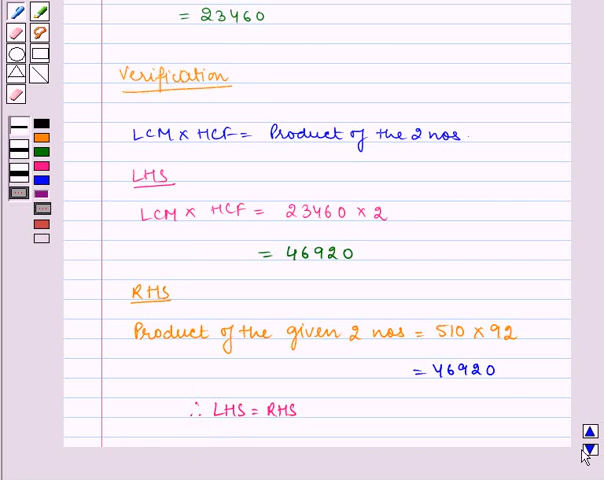 = 23460
Verification
LCM x HCF = Product of the 2 nos.
LHS
LCM x HCF = 23460 x 2
= 46920
RHS
Product of the given 2 nos = 510 x 92
= 46920
∴ LHS = RHS